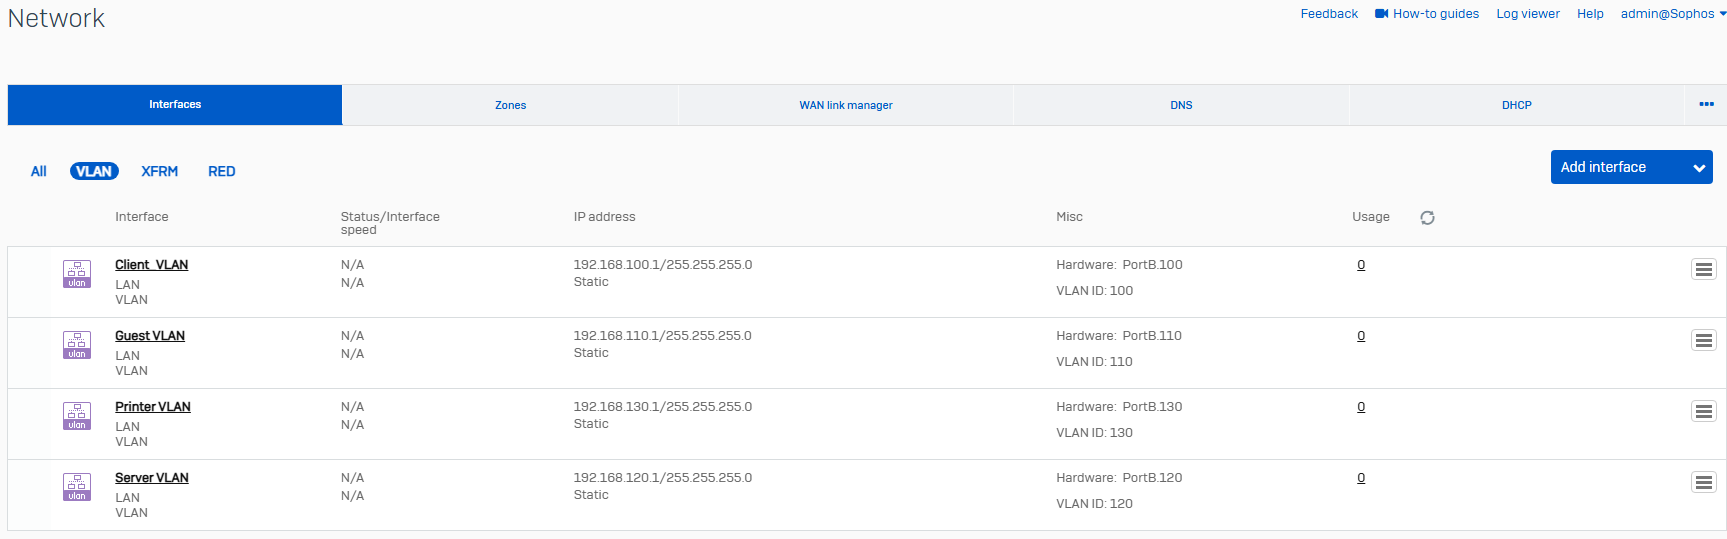 Network
Feedback How-to guides Log viewer Help admin@Sophos
Interfaces Zones WAN link manager DNS DHCP
All VLAN XFRM RED
Add interface
Interface Status/Interface speed IP address Misc Usage
Client_VLAN N/A 192.168.100.1/255.255.255.0 Hardware: PortB.100 0
LAN N/A Static VLAN ID: 100
VLAN
vlan
Guest VLAN N/A 192.168.110.1/255.255.255.0 Hardware: PortB.110 0
LAN N/A Static VLAN ID: 110
VLAN
vlan
Printer VLAN N/A 192.168.130.1/255.255.255.0 Hardware: PortB.130 0
LAN N/A Static VLAN ID: 130
VLAN
vlan
Server VLAN N/A 192.168.120.1/255.255.255.0 Hardware: PortB.120 0
LAN N/A Static VLAN ID: 120
VLAN
vlan